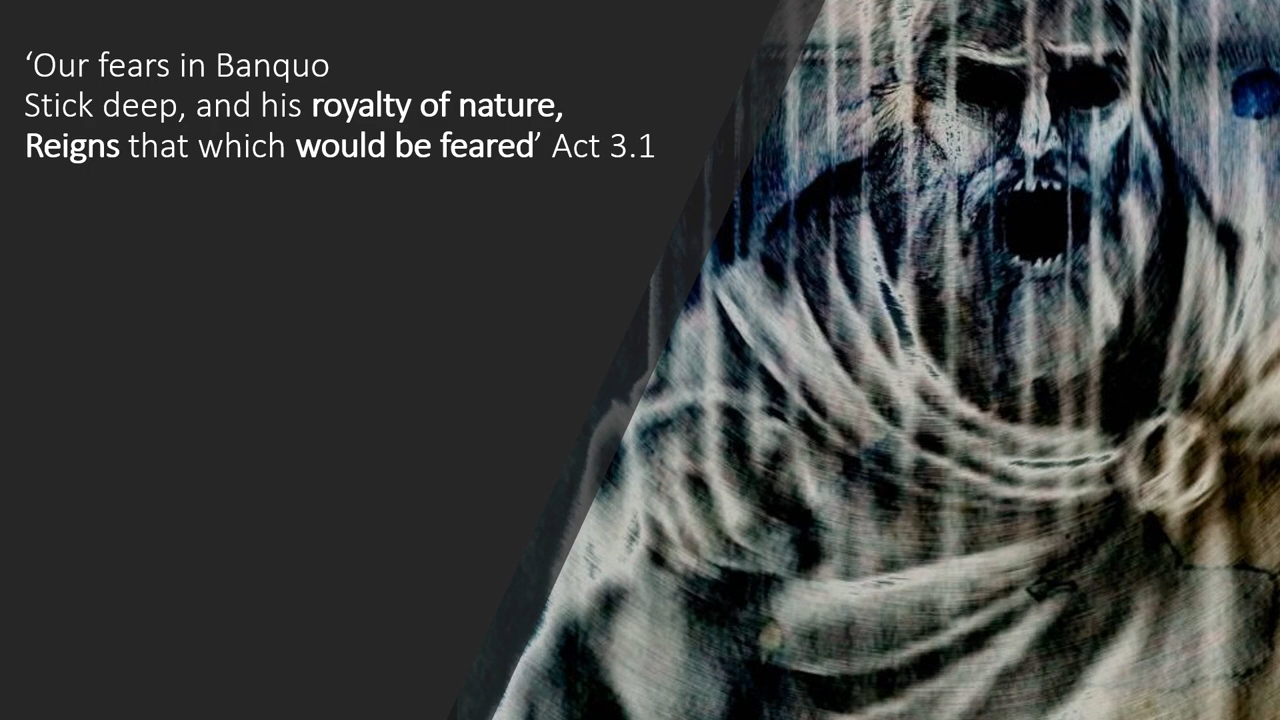 ‘Our fears in Banquo
Stick deep, and his royalty of nature,
Reigns that which would be feared’ Act 3.1